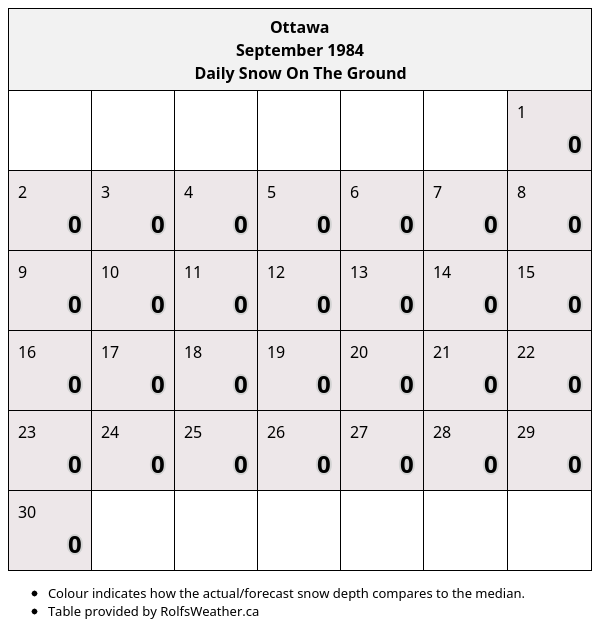 Ottawa
September 1984
Daily Snow On The Ground
1
0
2 3 4 5 6 7 8
0 0 0 0 0 0 0
9 10 11 12 13 14 15
0 0 0 0 0 0 0
16 17 18 19 20 21 22
0 0 0 0 0 0 0
23 24 25 26 27 28 29
0 0 0 0 0 0 0
30
0
• Colour indicates how the actual/forecast snow depth compares to the median.
• Table provided by RolfsWeather.ca